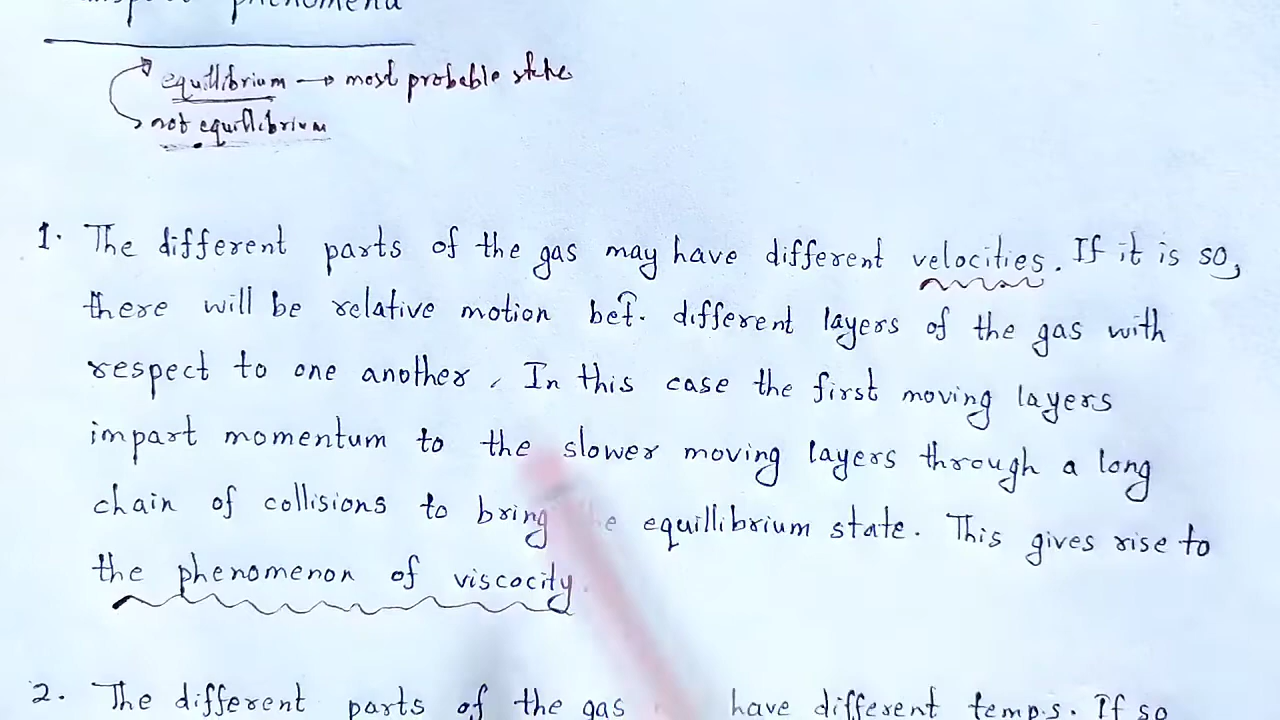 phenomena
equillibrium → most probable state
not equillibrium
1. The different parts of the gas may have different velocities. If it is so,
there will be relative motion bet. different layers of the gas with
respect to one another. In this case the first moving layers
impart momentum to the slower moving layers through a long
chain of collisions to bring equillibrium state. This gives rise to
the phenomenon of viscocity.
2. The different parts of the gas have different temps. If so